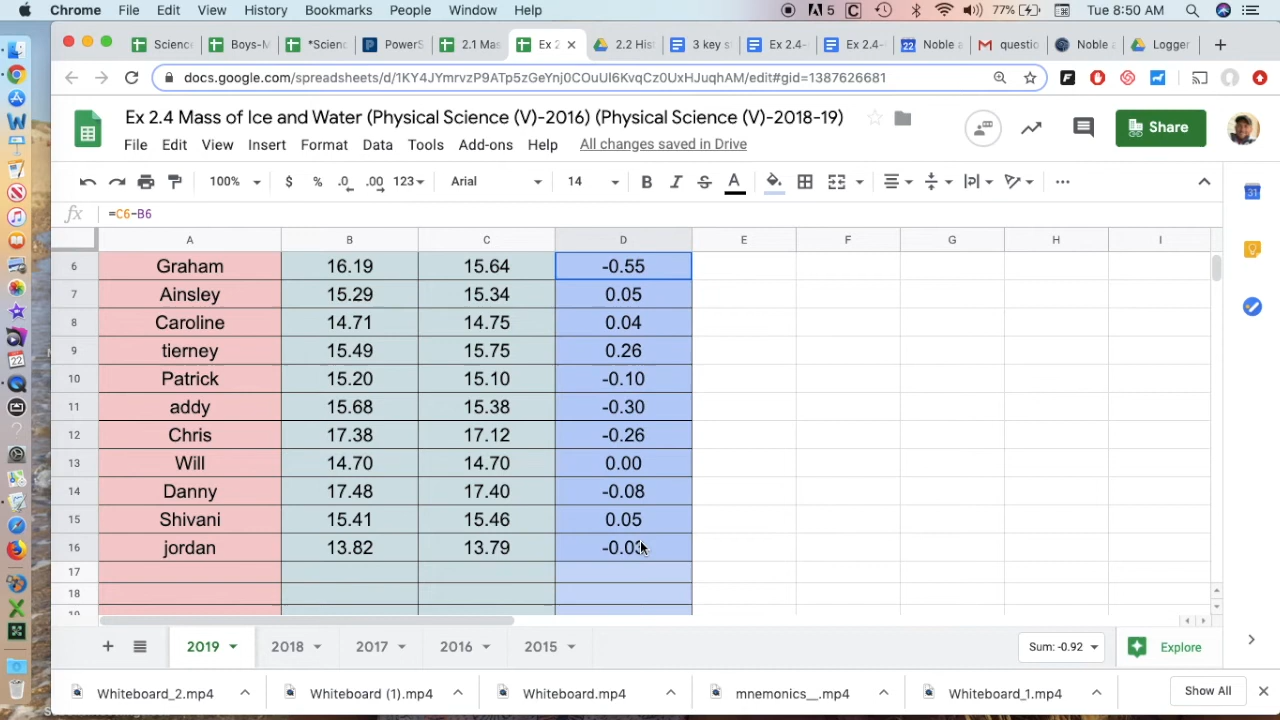 Chrome File Edit View History Bookmarks People Window Help 5 77% Tue 8:50 AM
Science Boys-M *Scienc PowerS 2.1 Mas Ex 2 2.2 His 3 key s Ex 2.4- Ex 2.4- 22 Noble questio Noble Logger
docs.google.com/spreadsheets/d/1KY4JYmrvzP9ATp5zGeYnj0COuUl6KvqCz0UxHJuqhAM/edit#gid=1387626681
Ex 2.4 Mass of Ice and Water (Physical Science (V)-2016) (Physical Science (V)-2018-19)
Share
File Edit View Insert Format Data Tools Add-ons Help All changes saved in Drive
100% $ % .0 .00 123 Arial 14 B I S A
fx =C6-B6
A B C D E F G H I
6 Graham 16.19 15.64 -0.55
7 Ainsley 15.29 15.34 0.05
8 Caroline 14.71 14.75 0.04
9 tierney 15.49 15.75 0.26
10 Patrick 15.20 15.10 -0.10
11 addy 15.68 15.38 -0.30
12 Chris 17.38 17.12 -0.26
13 Will 14.70 14.70 0.00
14 Danny 17.48 17.40 -0.08
15 Shivani 15.41 15.46 0.05
16 jordan 13.82 13.79 -0.03
17
18
2019 2018 2017 2016 2015 Sum: -0.92 Explore
Whiteboard_2.mp4 Whiteboard (1).mp4 Whiteboard.mp4 mnemonics__.mp4 Whiteboard_1.mp4 Show All